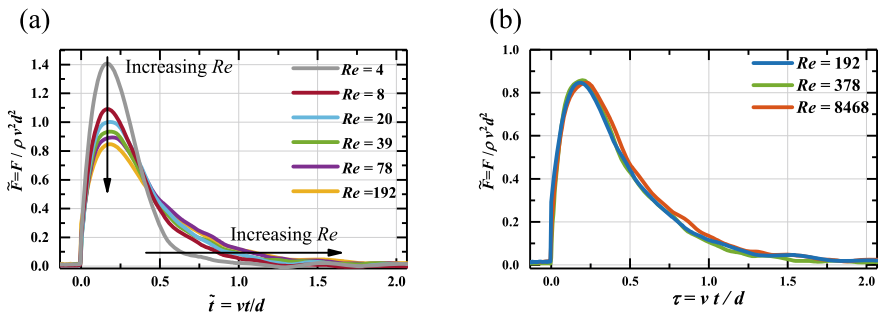 (a)
F̃=F / ρ v²d²
1.4
1.2
1.0
0.8
0.6
0.4
0.2
0.0
Increasing Re
Re = 4
Re = 8
Re = 20
Re = 39
Re = 78
Re =192
Increasing Re
0.0 0.5 1.0 1.5 2.0
t̃ = vt/d
(b)
F̃=F / ρ v²d²
1.0
0.8
0.6
0.4
0.2
0.0
Re = 192
Re = 378
Re = 8468
0.0 0.5 1.0 1.5 2.0
τ = v t / d